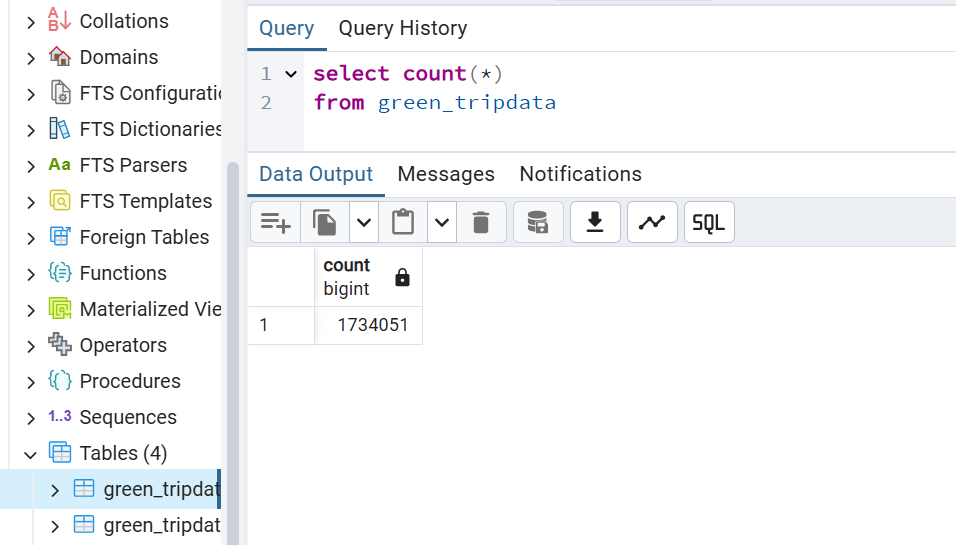 Collations
Domains
FTS Configuratio
FTS Dictionaries
Aa FTS Parsers
FTS Templates
Foreign Tables
Functions
Materialized Vie
Operators
Procedures
1..3 Sequences
Tables (4)
green_tripdat
green_tripdat
Query Query History
1 select count(*)
2 from green_tripdata
Data Output Messages Notifications
SQL
count
bigint
1 1734051